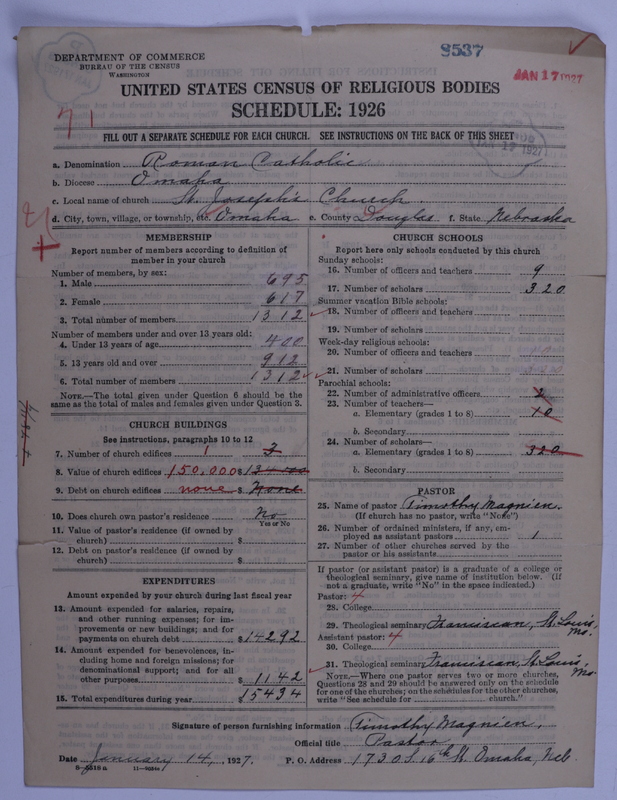 DEPARTMENT OF COMMERCE
BUREAU OF THE CENSUS
WASHINGTON
8537
JAN 17 1927
UNITED STATES CENSUS OF RELIGIOUS BODIES
SCHEDULE: 1926
71
FILL OUT A SEPARATE SCHEDULE FOR EACH CHURCH. SEE INSTRUCTIONS ON THE BACK OF THIS SHEET
a. Denomination Roman Catholic
b. Diocese Omaha
c. Local name of church St. Joseph's Church
d. City, town, village, or township, etc. Omaha e. County Douglas f. State Nebraska
MEMBERSHIP
Report number of members according to definition of
member in your church
Number of members, by sex:
1. Male 695
2. Female 617
3. Total number of members 1312
Number of members under and over 13 years old:
4. Under 13 years of age 400
5. 13 years old and over 912
6. Total number of members 1312
NOTE.—The total given under Question 6 should be the
same as the total of males and females given under Question 3.
CHURCH BUILDINGS
See instructions, paragraphs 10 to 12
7. Number of church edifices 1 3
8. Value of church edifices 150,000 $
9. Debt on church edifices none $ None
10. Does church own pastor's residence No
Yes or No
11. Value of pastor's residence (if owned by
church) $
12. Debt on pastor's residence (if owned by
church) $
EXPENDITURES
Amount expended by your church during last fiscal year
13. Amount expended for salaries, repairs,
and other running expenses; for im-
provements or new buildings; and for
payments on church debt $14292
14. Amount expended for benevolences, in-
cluding home and foreign missions; for
denominational support; and for all
other purposes $1142
15. Total expenditures during year $15434
CHURCH SCHOOLS
Report here only schools conducted by this church
Sunday schools:
16. Number of officers and teachers 9
17. Number of scholars 320
Summer vacation Bible schools:
18. Number of officers and teachers
19. Number of scholars
Week-day religious schools:
20. Number of officers and teachers
21. Number of scholars
Parochial schools:
22. Number of administrative officers
23. Number of teachers—
a. Elementary (grades 1 to 8) 10
b. Secondary
24. Number of scholars—
a. Elementary (grades 1 to 8) 320
b. Secondary
PASTOR
25. Name of pastor Timothy Magnien.
(If church has no pastor, write "None")
26. Number of ordained ministers, if any, em-
ployed as assistant pastors 1
27. Number of other churches served by the
pastor or his assistants
If pastor (or assistant pastor) is a graduate of a college or
theological seminary, give name of institution below. (If
not a graduate, write "No" in the space indicated.)
Pastor: 4
28. College
29. Theological seminary Franciscan, St. Louis, Mo.
Assistant pastor: 4
30. College
31. Theological seminary Franciscan, St. Louis, Mo
NOTE.—Where one pastor serves two or more churches,
Questions 28 and 29 should be answered only on the schedule
for one of the churches; on the schedules for the other churches,
write "See schedule for church."
Signature of person furnishing information Timothy Magnien,
Official title Pastor
Date January 14, 1927. P. O. Address 1730 S. 16th St. Omaha, Neb.